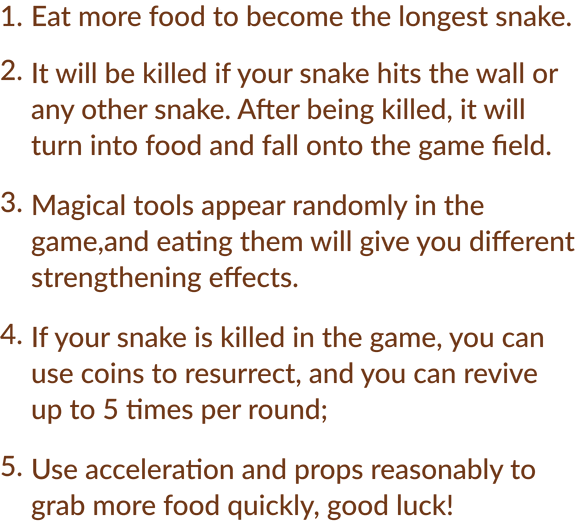 1. Eat more food to become the longest snake.
2. It will be killed if your snake hits the wall or
any other snake. After being killed, it will
turn into food and fall onto the game field.
3. Magical tools appear randomly in the
game,and eating them will give you different
strengthening effects.
4. If your snake is killed in the game, you can
use coins to resurrect, and you can revive
up to 5 times per round;
5. Use acceleration and props reasonably to
grab more food quickly, good luck!